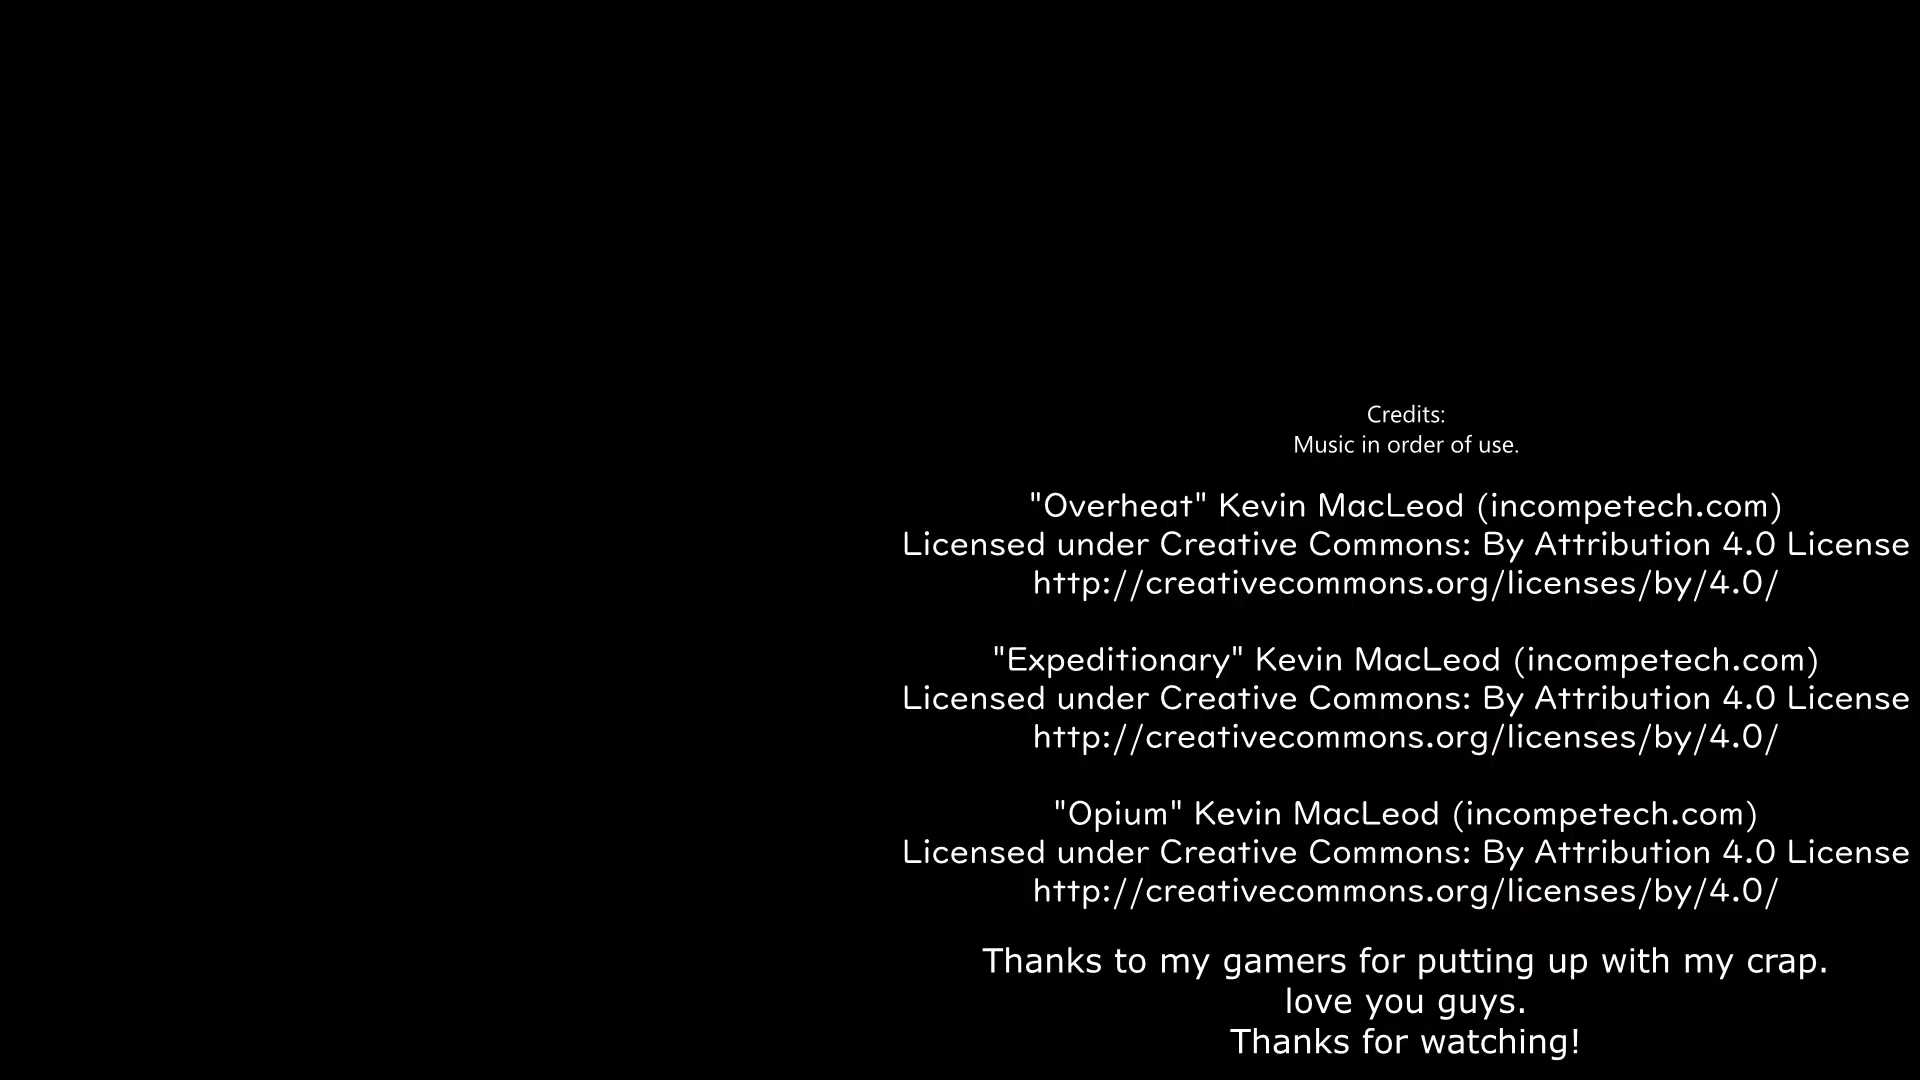 Credits:
Music in order of use.
"Overheat" Kevin MacLeod (incompetech.com)
Licensed under Creative Commons: By Attribution 4.0 License
http://creativecommons.org/licenses/by/4.0/
"Expeditionary" Kevin MacLeod (incompetech.com)
Licensed under Creative Commons: By Attribution 4.0 License
http://creativecommons.org/licenses/by/4.0/
"Opium" Kevin MacLeod (incompetech.com)
Licensed under Creative Commons: By Attribution 4.0 License
http://creativecommons.org/licenses/by/4.0/
Thanks to my gamers for putting up with my crap.
love you guys.
Thanks for watching!